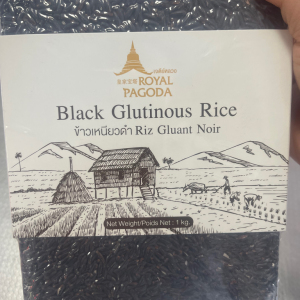 ROYAL
PAGODA
Black Glutinous Rice
ข้าวเหนียวดำ Riz Gluant Noir
Net Weight/Poids Net : 1 kg.